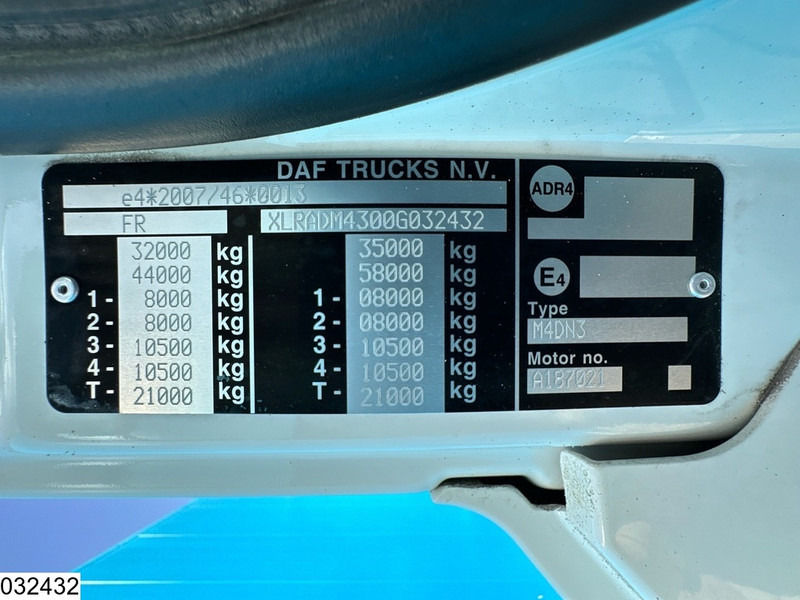 DAF TRUCKS N.V.
e4*2007/46*0013
FR XLRADM4300G032432
32000 kg 35000 kg
44000 kg 58000 kg
1- 8000 kg 1- 08000 kg
2- 8000 kg 2- 08000 kg
3- 10500 kg 3- 10500 kg
4- 10500 kg 4- 10500 kg
T- 21000 kg T- 21000 kg
ADR4
E4
Type
M4DN3
Motor no.
A187021
032432